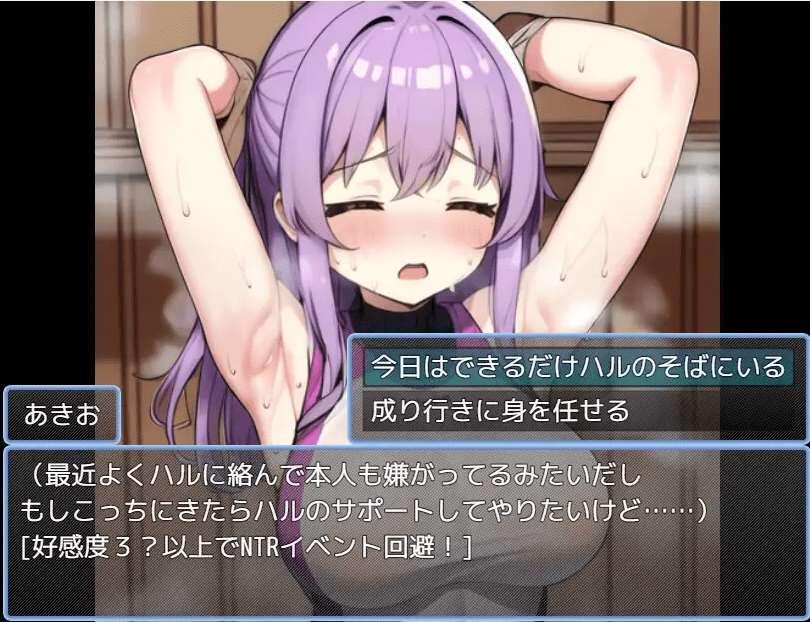 今日はできるだけハルのそばにいる
成り行きに身を任せる
あきお
（最近よくハルに絡んで本人も嫌がってるみたいだし
もしこっちにきたらハルのサポートしてやりたいけど……）
[好感度３？以上でNTRイベント回避！]